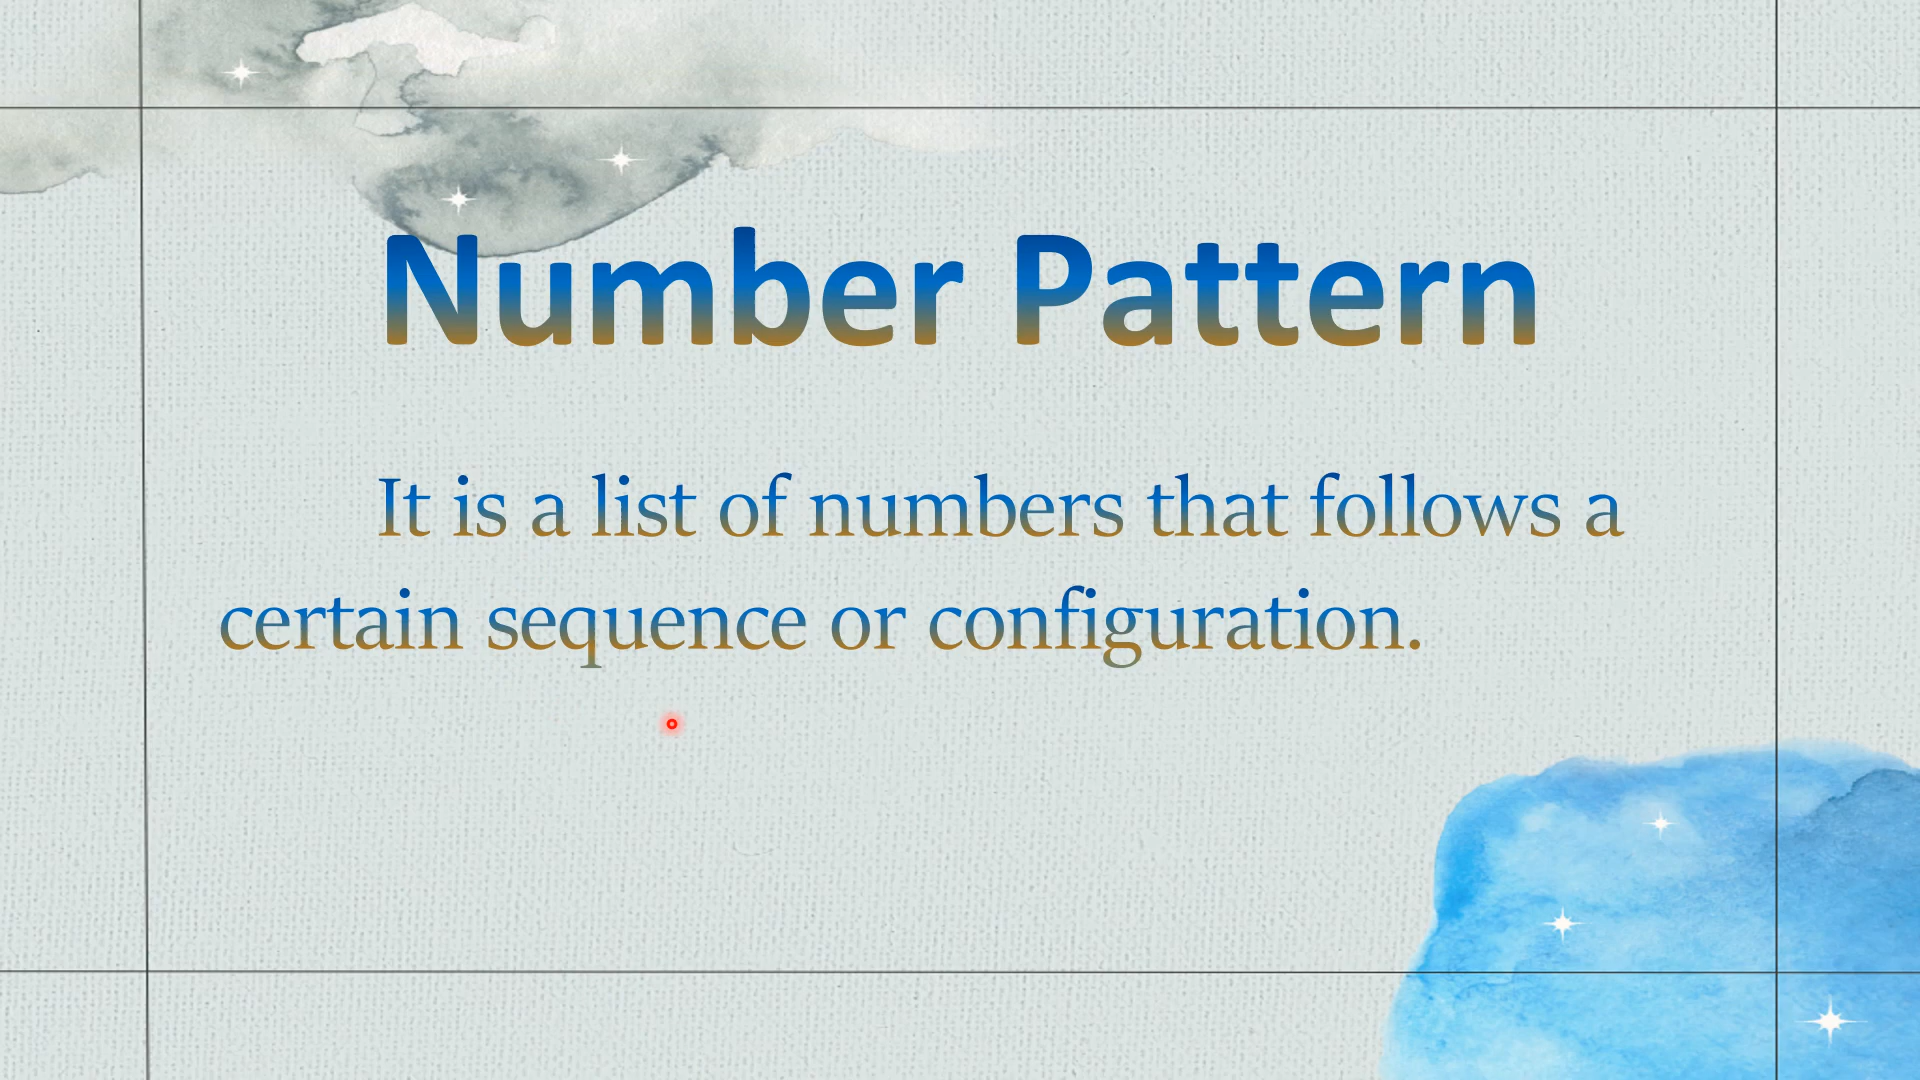 Number Pattern
It is a list of numbers that follows a
certain sequence or configuration.